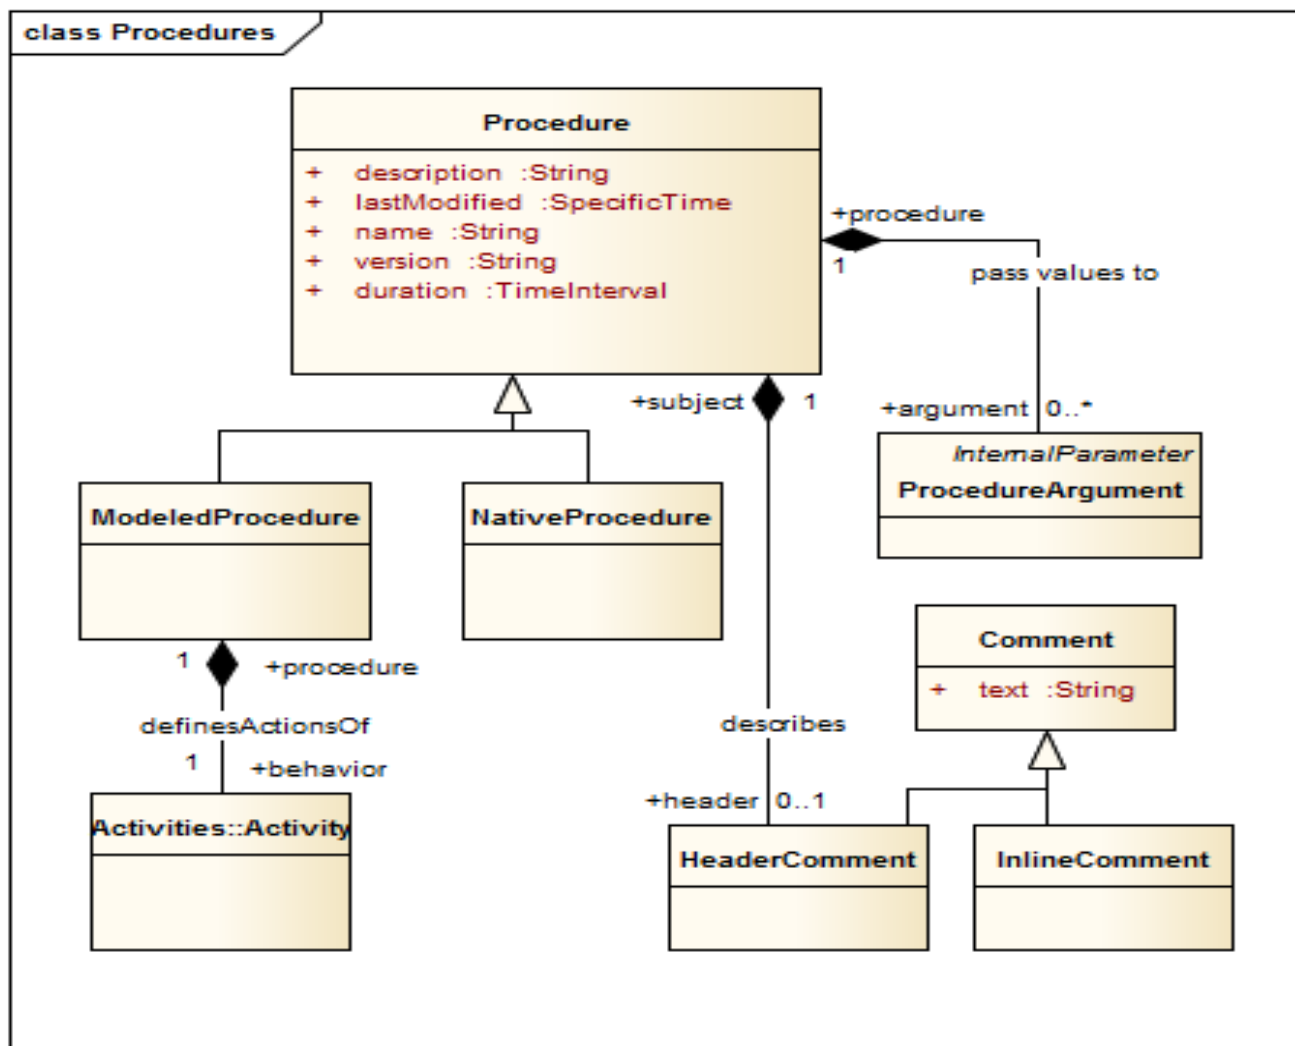 class Procedures
Procedure
+ description :String
+ lastModified :SpecificTime
+ name :String
+ version :String
+ duration :TimeInterval
+procedure
1
pass values to
+argument 0..*
InternalParameter
ProcedureArgument
+subject 1
ModeledProcedure
NativeProcedure
1 +procedure
definesActionsOf
1 +behavior
Activities::Activity
Comment
+ text :String
describes
+header 0..1
HeaderComment
InlineComment